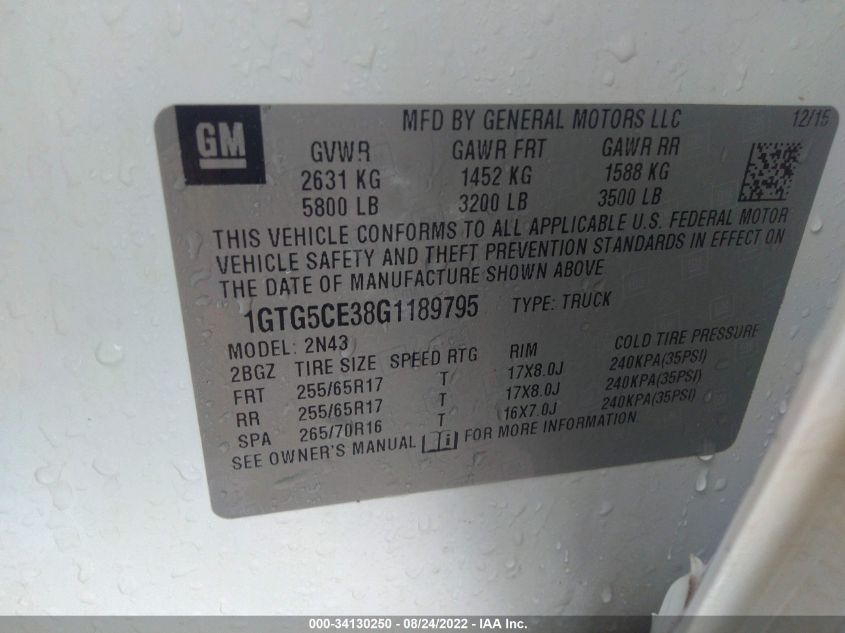 GM
MFD BY GENERAL MOTORS LLC 12/15
GVWR GAWR FRT GAWR RR
2631 KG 1452 KG 1588 KG
5800 LB 3200 LB 3500 LB
THIS VEHICLE CONFORMS TO ALL APPLICABLE U.S. FEDERAL MOTOR
VEHICLE SAFETY AND THEFT PREVENTION STANDARDS IN EFFECT ON
THE DATE OF MANUFACTURE SHOWN ABOVE
1GTG5CE38G1189795 TYPE: TRUCK
MODEL: 2N43
2BGZ TIRE SIZE SPEED RTG RIM COLD TIRE PRESSURE
FRT 255/65R17 T 17X8.0J 240KPA(35PSI)
RR 255/65R17 T 17X8.0J 240KPA(35PSI)
SPA 265/70R16 T 16X7.0J 240KPA(35PSI)
SEE OWNER'S MANUAL i FOR MORE INFORMATION.
000-34130250 - 08/24/2022 - IAA Inc.